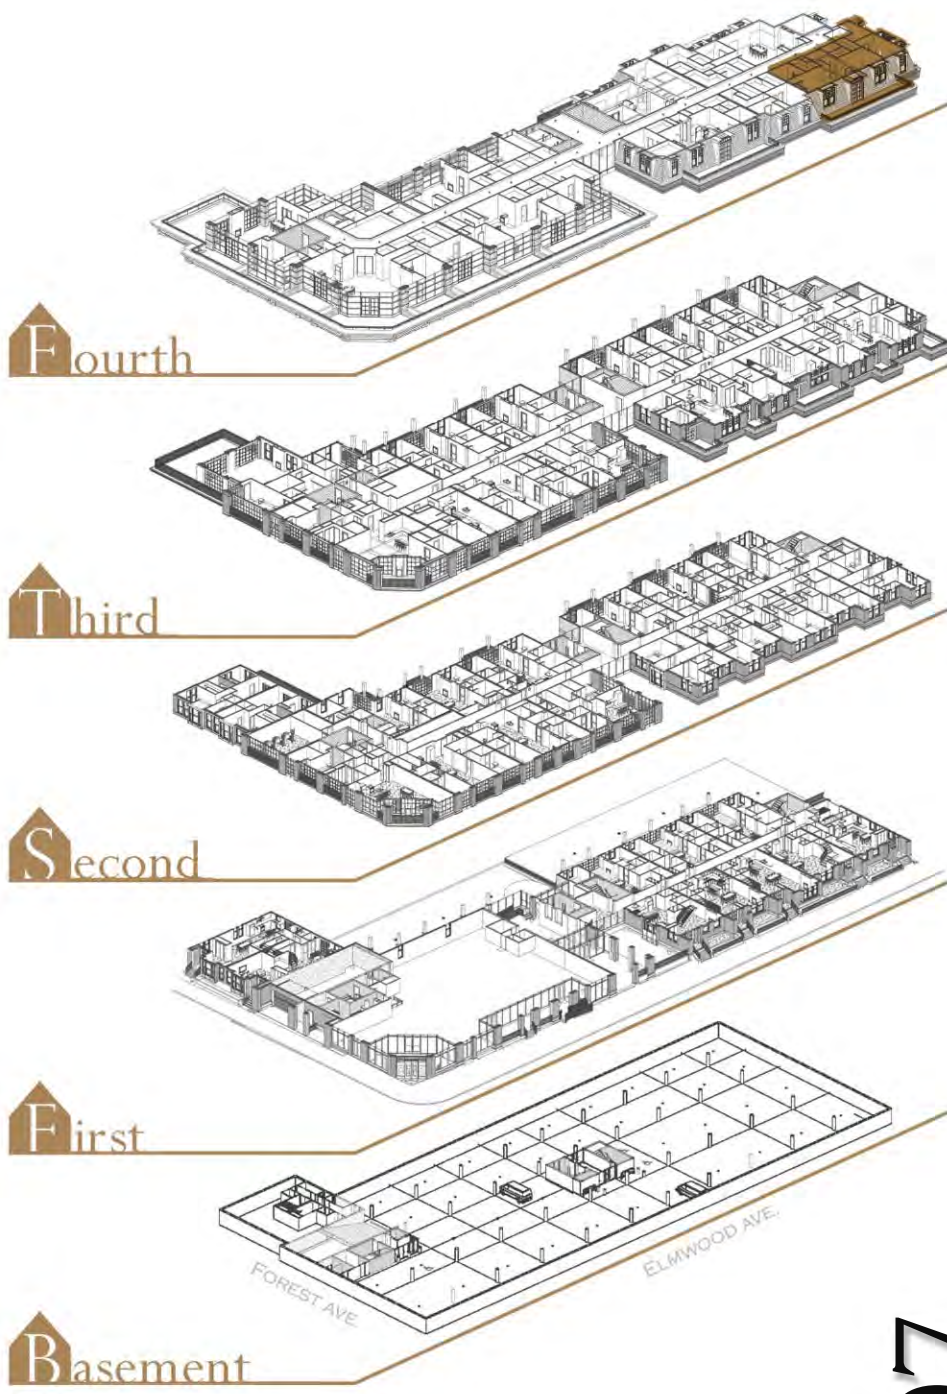 Fourth
Third
Second
First
FOREST AVE.
ELMWOOD AVE.
Basement